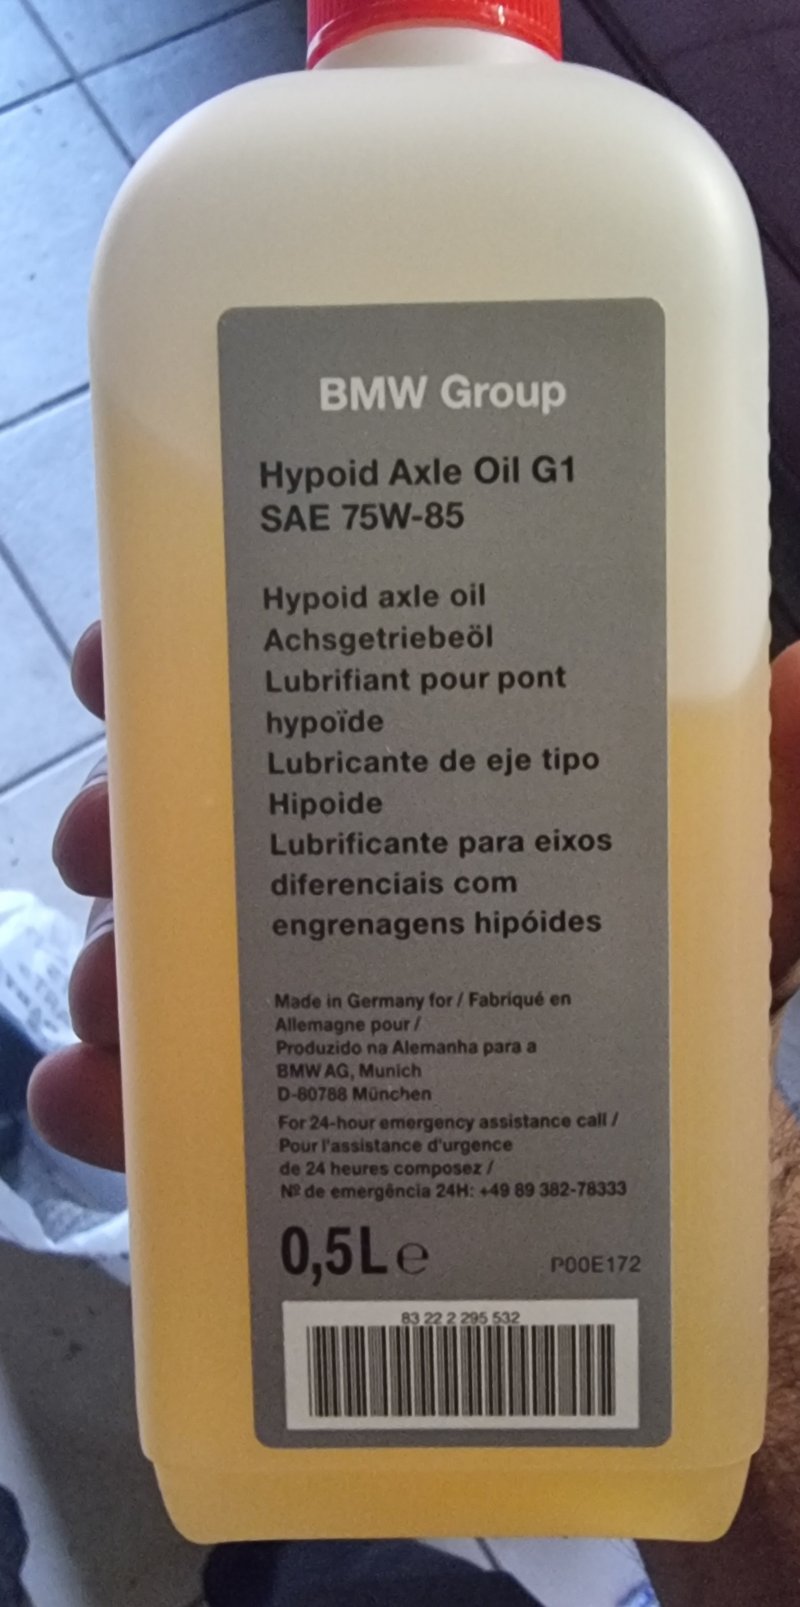 BMW Group
Hypoid Axle Oil G1
SAE 75W-85
Hypoid axle oil
Achsgetriebeöl
Lubrifiant pour pont
hypoïde
Lubricante de eje tipo
Hipoide
Lubrificante para eixos
diferenciais com
engrenagens hipóides
Made in Germany for / Fabriqué en
Allemagne pour /
Produzido na Alemanha para a
BMW AG, Munich
D-80788 München
For 24-hour emergency assistance call /
Pour l'assistance d'urgence
de 24 heures composez /
Nº de emergência 24H: +49 89 382-78333
0,5L e P00E172
83 22 2 295 532